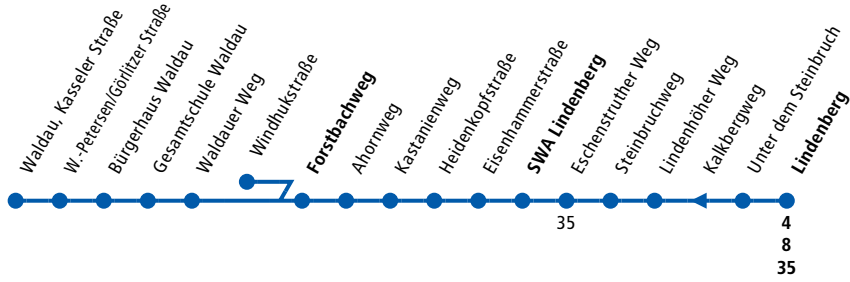 Waldau, Kasseler Straße
W.-Petersen/Görlitzer Straße
Bürgerhaus Waldau
Gesamtschule Waldau
Waldauer Weg
Windhukstraße
Forstbachweg
Ahornweg
Kastanienweg
Heidenkopfstraße
Eisenhammerstraße
SWA Lindenberg
Eschenstruther Weg
Steinbruchweg
Lindenhöher Weg
Kalkbergweg
Unter dem Steinbruch
Lindenberg
35
4
8
35